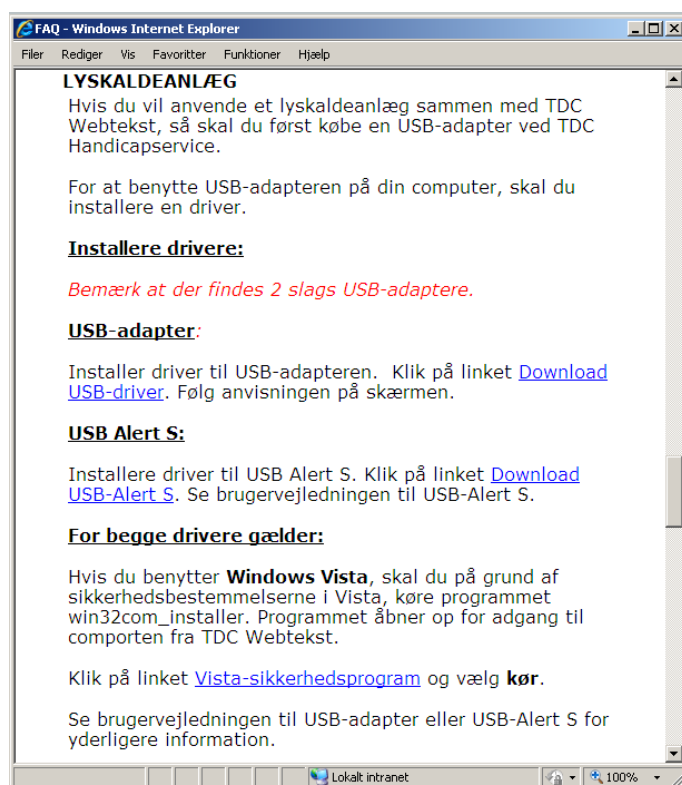 FAQ - Windows Internet Explorer
Filer Rediger Vis Favoritter Funktioner Hjælp
LYSKALDEANLÆG
Hvis du vil anvende et lyskaldeanlæg sammen med TDC
Webtekst, så skal du først købe en USB-adapter ved TDC
Handicapservice.
For at benytte USB-adapteren på din computer, skal du
installere en driver.
Installere drivere:
Bemærk at der findes 2 slags USB-adaptere.
USB-adapter:
Installer driver til USB-adapteren.  Klik på linket Download
USB-driver. Følg anvisningen på skærmen.
USB Alert S:
Installere driver til USB Alert S. Klik på linket Download
USB-Alert S. Se brugervejledningen til USB-Alert S.
For begge drivere gælder:
Hvis du benytter Windows Vista, skal du på grund af
sikkerhedsbestemmelserne i Vista, køre programmet
win32com_installer. Programmet åbner op for adgang til
comporten fra TDC Webtekst.
Klik på linket Vista-sikkerhedsprogram og vælg kør.
Se brugervejledningen til USB-adapter eller USB-Alert S for
yderligere information.
Lokalt intranet 100%